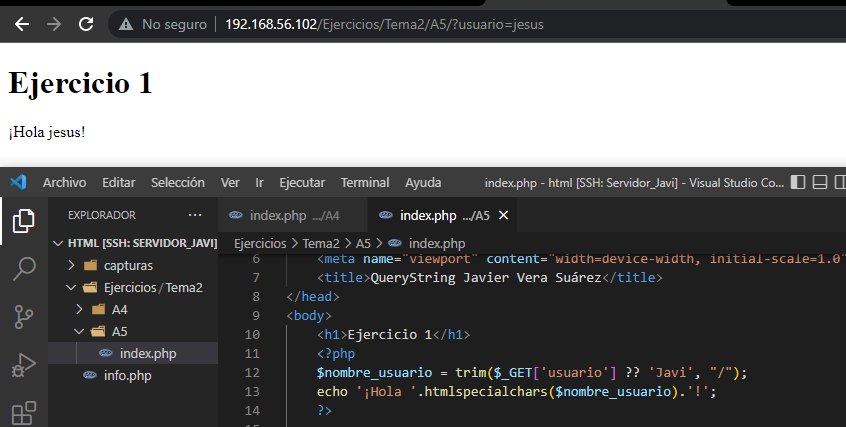 No seguro 192.168.56.102/Ejercicios/Tema2/A5/?usuario=jesus
Ejercicio 1
¡Hola jesus!
Archivo Editar Selección Ver Ir Ejecutar Terminal Ayuda index.php - html [SSH: Servidor_Javi] - Visual Studio Co...
EXPLORADOR ...
HTML [SSH: SERVIDOR_JAVI]
capturas
Ejercicios / Tema2
A4
A5
index.php
info.php
index.php .../A4 index.php .../A5
Ejercicios > Tema2 > A5 > index.php
6 <meta name="viewport" content="width=device-width, initial-scale=1.0"
7 <title>QueryString Javier Vera Suárez</title>
8 </head>
9 <body>
10 <h1>Ejercicio 1</h1>
11 <?php
12 $nombre_usuario = trim($_GET['usuario'] ?? 'Javi', "/");
13 echo '¡Hola '.htmlspecialchars($nombre_usuario).'!';
14 ?>